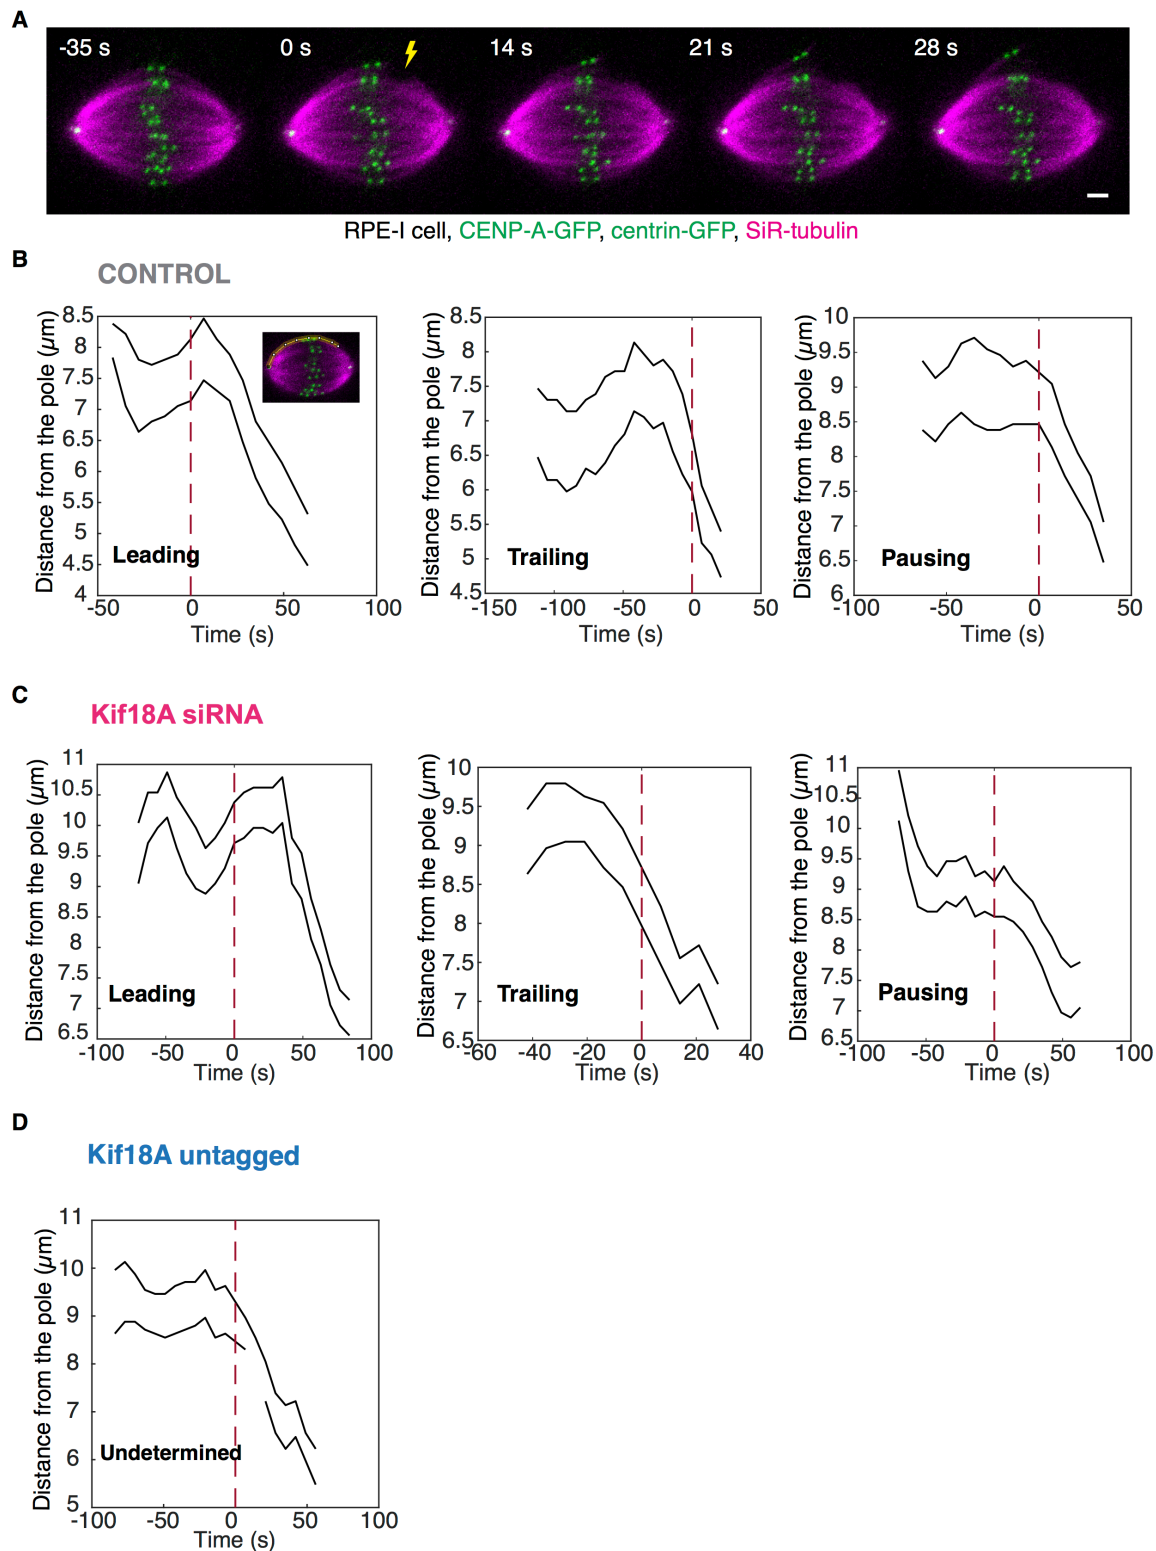 A
-35 s 0 s 14 s 21 s 28 s
RPE-I cell, CENP-A-GFP, centrin-GFP, SiR-tubulin
B
CONTROL
Distance from the pole (µm)
8.5
8
7.5
7
6.5
6
5.5
5
4.5
4
Leading
-50 0 50 100
Time (s)
Distance from the pole (µm)
8.5
8
7.5
7
6.5
6
5.5
5
4.5
Trailing
-150 -100 -50 0 50
Time (s)
Distance from the pole (µm)
10
9.5
9
8.5
8
7.5
7
6.5
6
Pausing
-100 -50 0 50
Time (s)
C
Kif18A siRNA
Distance from the pole (µm)
11
10.5
10
9.5
9
8.5
8
7.5
7
6.5
Leading
-100 -50 0 50 100
Time (s)
Distance from the pole (µm)
10
9.5
9
8.5
8
7.5
7
6.5
Trailing
-60 -40 -20 0 20 40
Time (s)
Distance from the pole (µm)
11
10.5
10
9.5
9
8.5
8
7.5
7
6.5
Pausing
-100 -50 0 50 100
Time (s)
D
Kif18A untagged
Distance from the pole (µm)
11
10
9
8
7
6
5
Undetermined
-100 -50 0 50 100
Time (s)